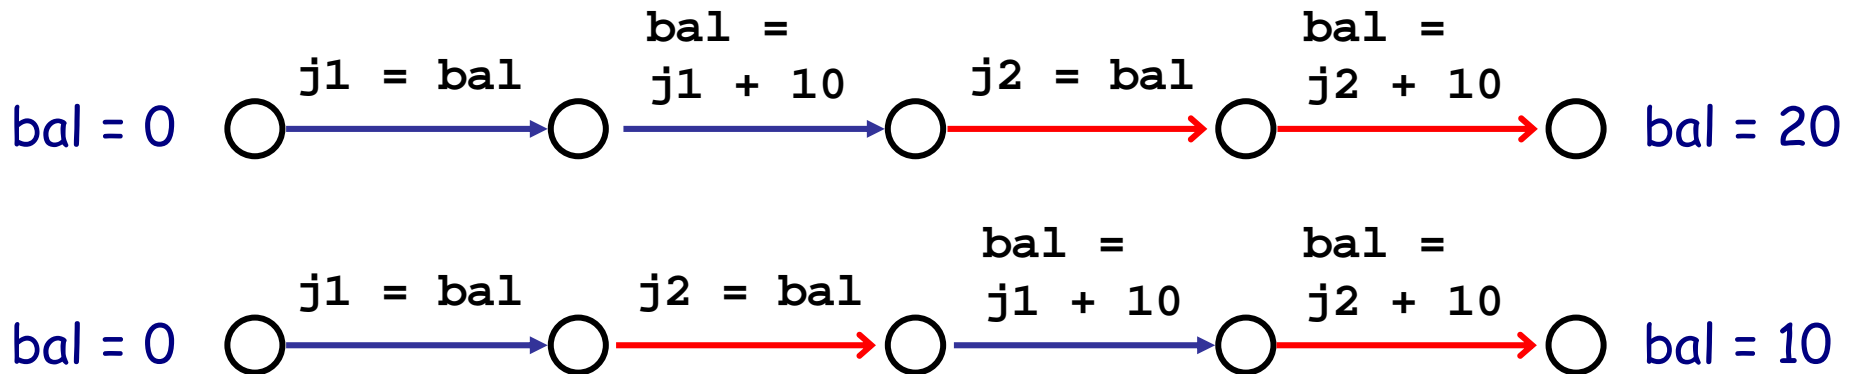 bal =
bal =
j1 = bal
j1 + 10
j2 = bal
j2 + 10
bal = 0
bal = 20
bal =
bal =
j1 = bal
j2 = bal
j1 + 10
j2 + 10
bal = 0
bal = 10